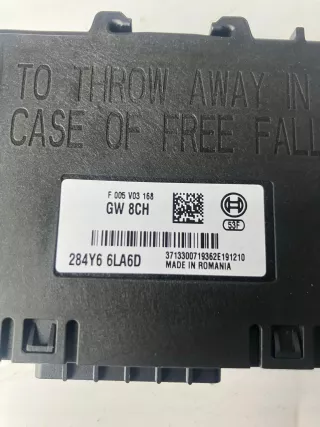 TO THROW AWAY IN
CASE OF FREE FALL
F 005 V03 168
GW 8CH
53F
284Y6 6LA6D
3713300719362E191210
MADE IN ROMANIA